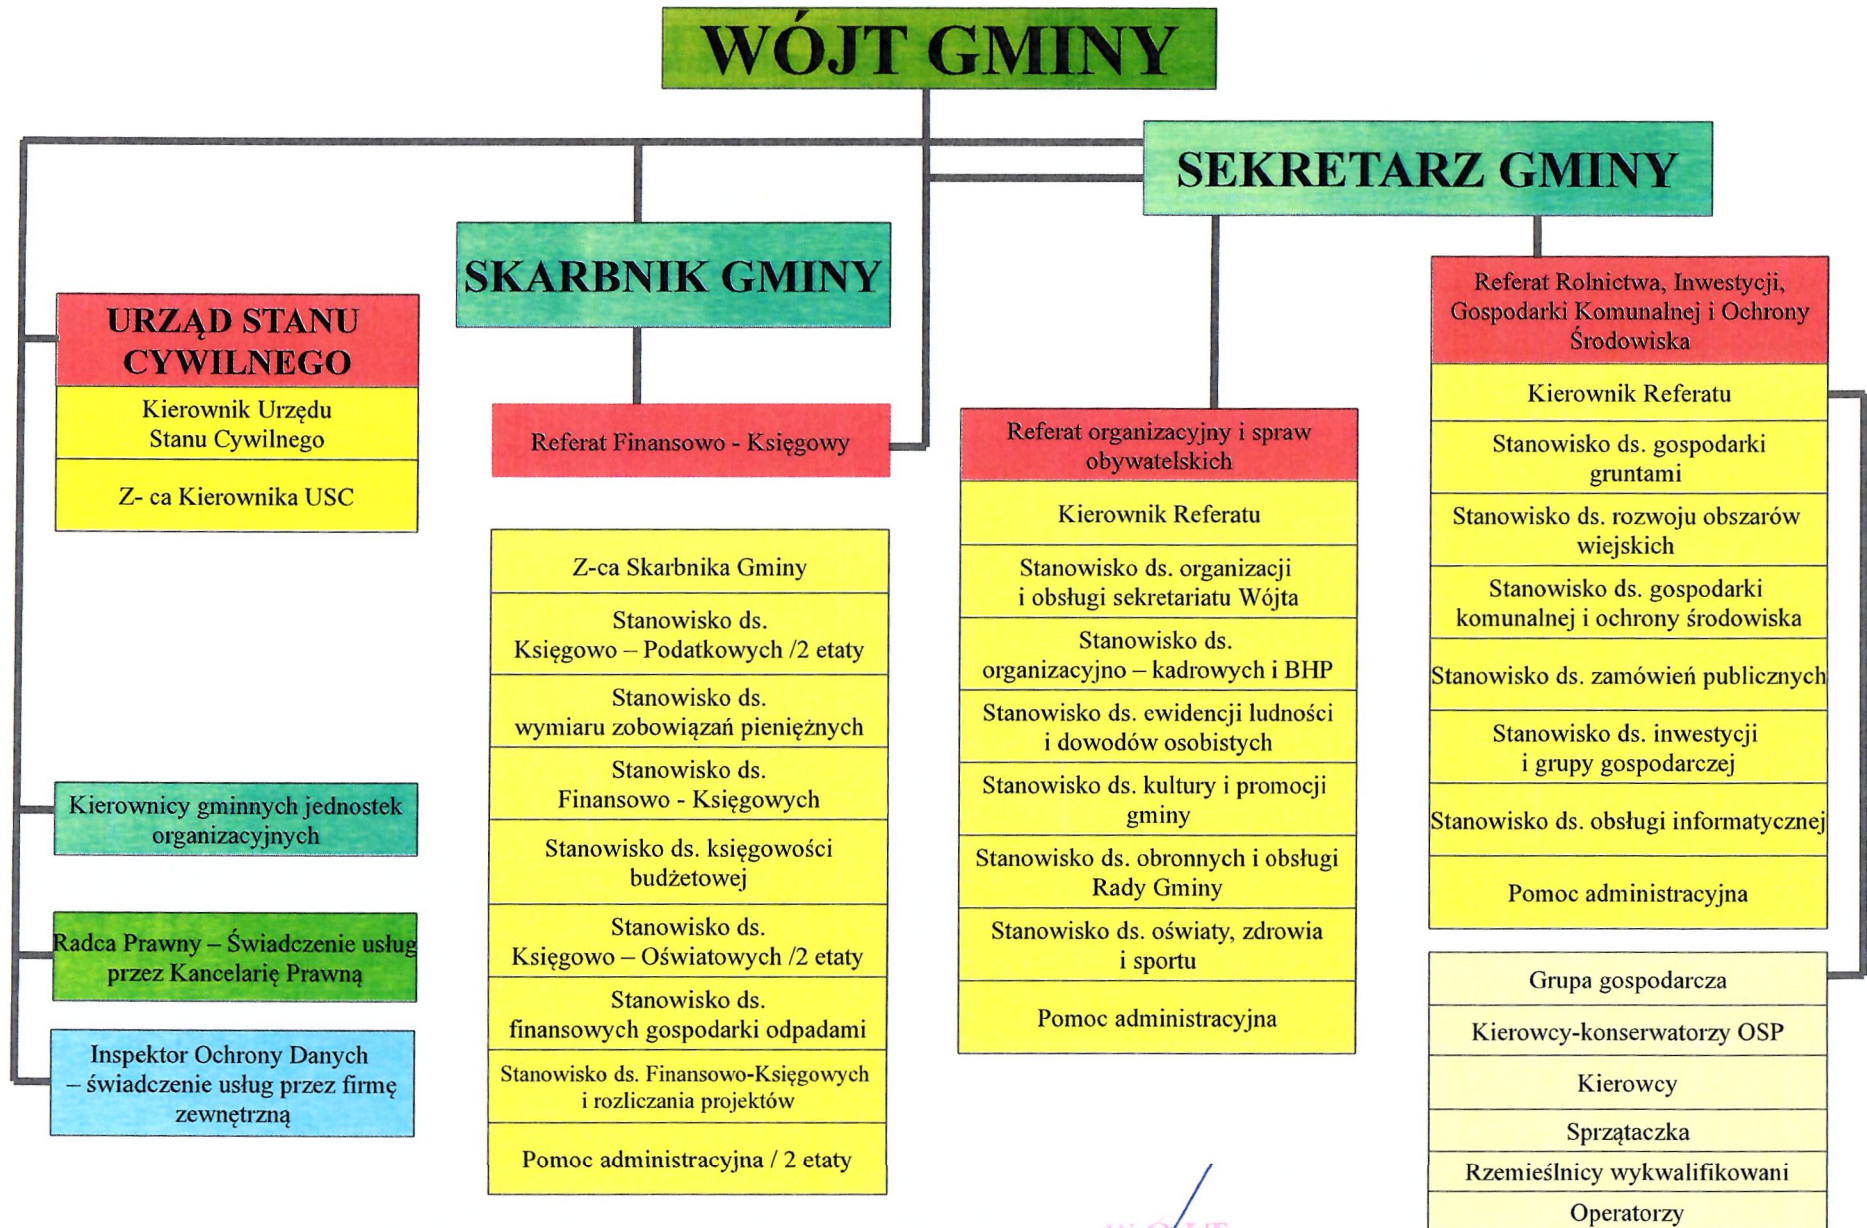 WÓJT GMINY
SEKRETARZ GMINY
SKARBNIK GMINY
URZĄD STANU
CYWILNEGO
Kierownik Urzędu
Stanu Cywilnego
Z- ca Kierownika USC
Kierownicy gminnych jednostek
organizacyjnych
Radca Prawny – Świadczenie usług
przez Kancelarię Prawną
Inspektor Ochrony Danych
– świadczenie usług przez firmę
zewnętrzną
Referat Finansowo - Księgowy
Z-ca Skarbnika Gminy
Stanowisko ds.
Księgowo – Podatkowych /2 etaty
Stanowisko ds.
wymiaru zobowiązań pieniężnych
Stanowisko ds.
Finansowo - Księgowych
Stanowisko ds. księgowości
budżetowej
Stanowisko ds.
Księgowo – Oświatowych /2 etaty
Stanowisko ds.
finansowych gospodarki odpadami
Stanowisko ds. Finansowo-Księgowych
i rozliczania projektów
Pomoc administracyjna / 2 etaty
Referat organizacyjny i spraw
obywatelskich
Kierownik Referatu
Stanowisko ds. organizacji
i obsługi sekretariatu Wójta
Stanowisko ds.
organizacyjno – kadrowych i BHP
Stanowisko ds. ewidencji ludności
i dowodów osobistych
Stanowisko ds. kultury i promocji
gminy
Stanowisko ds. obronnych i obsługi
Rady Gminy
Stanowisko ds. oświaty, zdrowia
i sportu
Pomoc administracyjna
Referat Rolnictwa, Inwestycji,
Gospodarki Komunalnej i Ochrony
Środowiska
Kierownik Referatu
Stanowisko ds. gospodarki
gruntami
Stanowisko ds. rozwoju obszarów
wiejskich
Stanowisko ds. gospodarki
komunalnej i ochrony środowiska
Stanowisko ds. zamówień publicznych
Stanowisko ds. inwestycji
i grupy gospodarczej
Stanowisko ds. obsługi informatycznej
Pomoc administracyjna
Grupa gospodarcza
Kierowcy-konserwatorzy OSP
Kierowcy
Sprzątaczka
Rzemieślnicy wykwalifikowani
Operatorzy
WÓJT